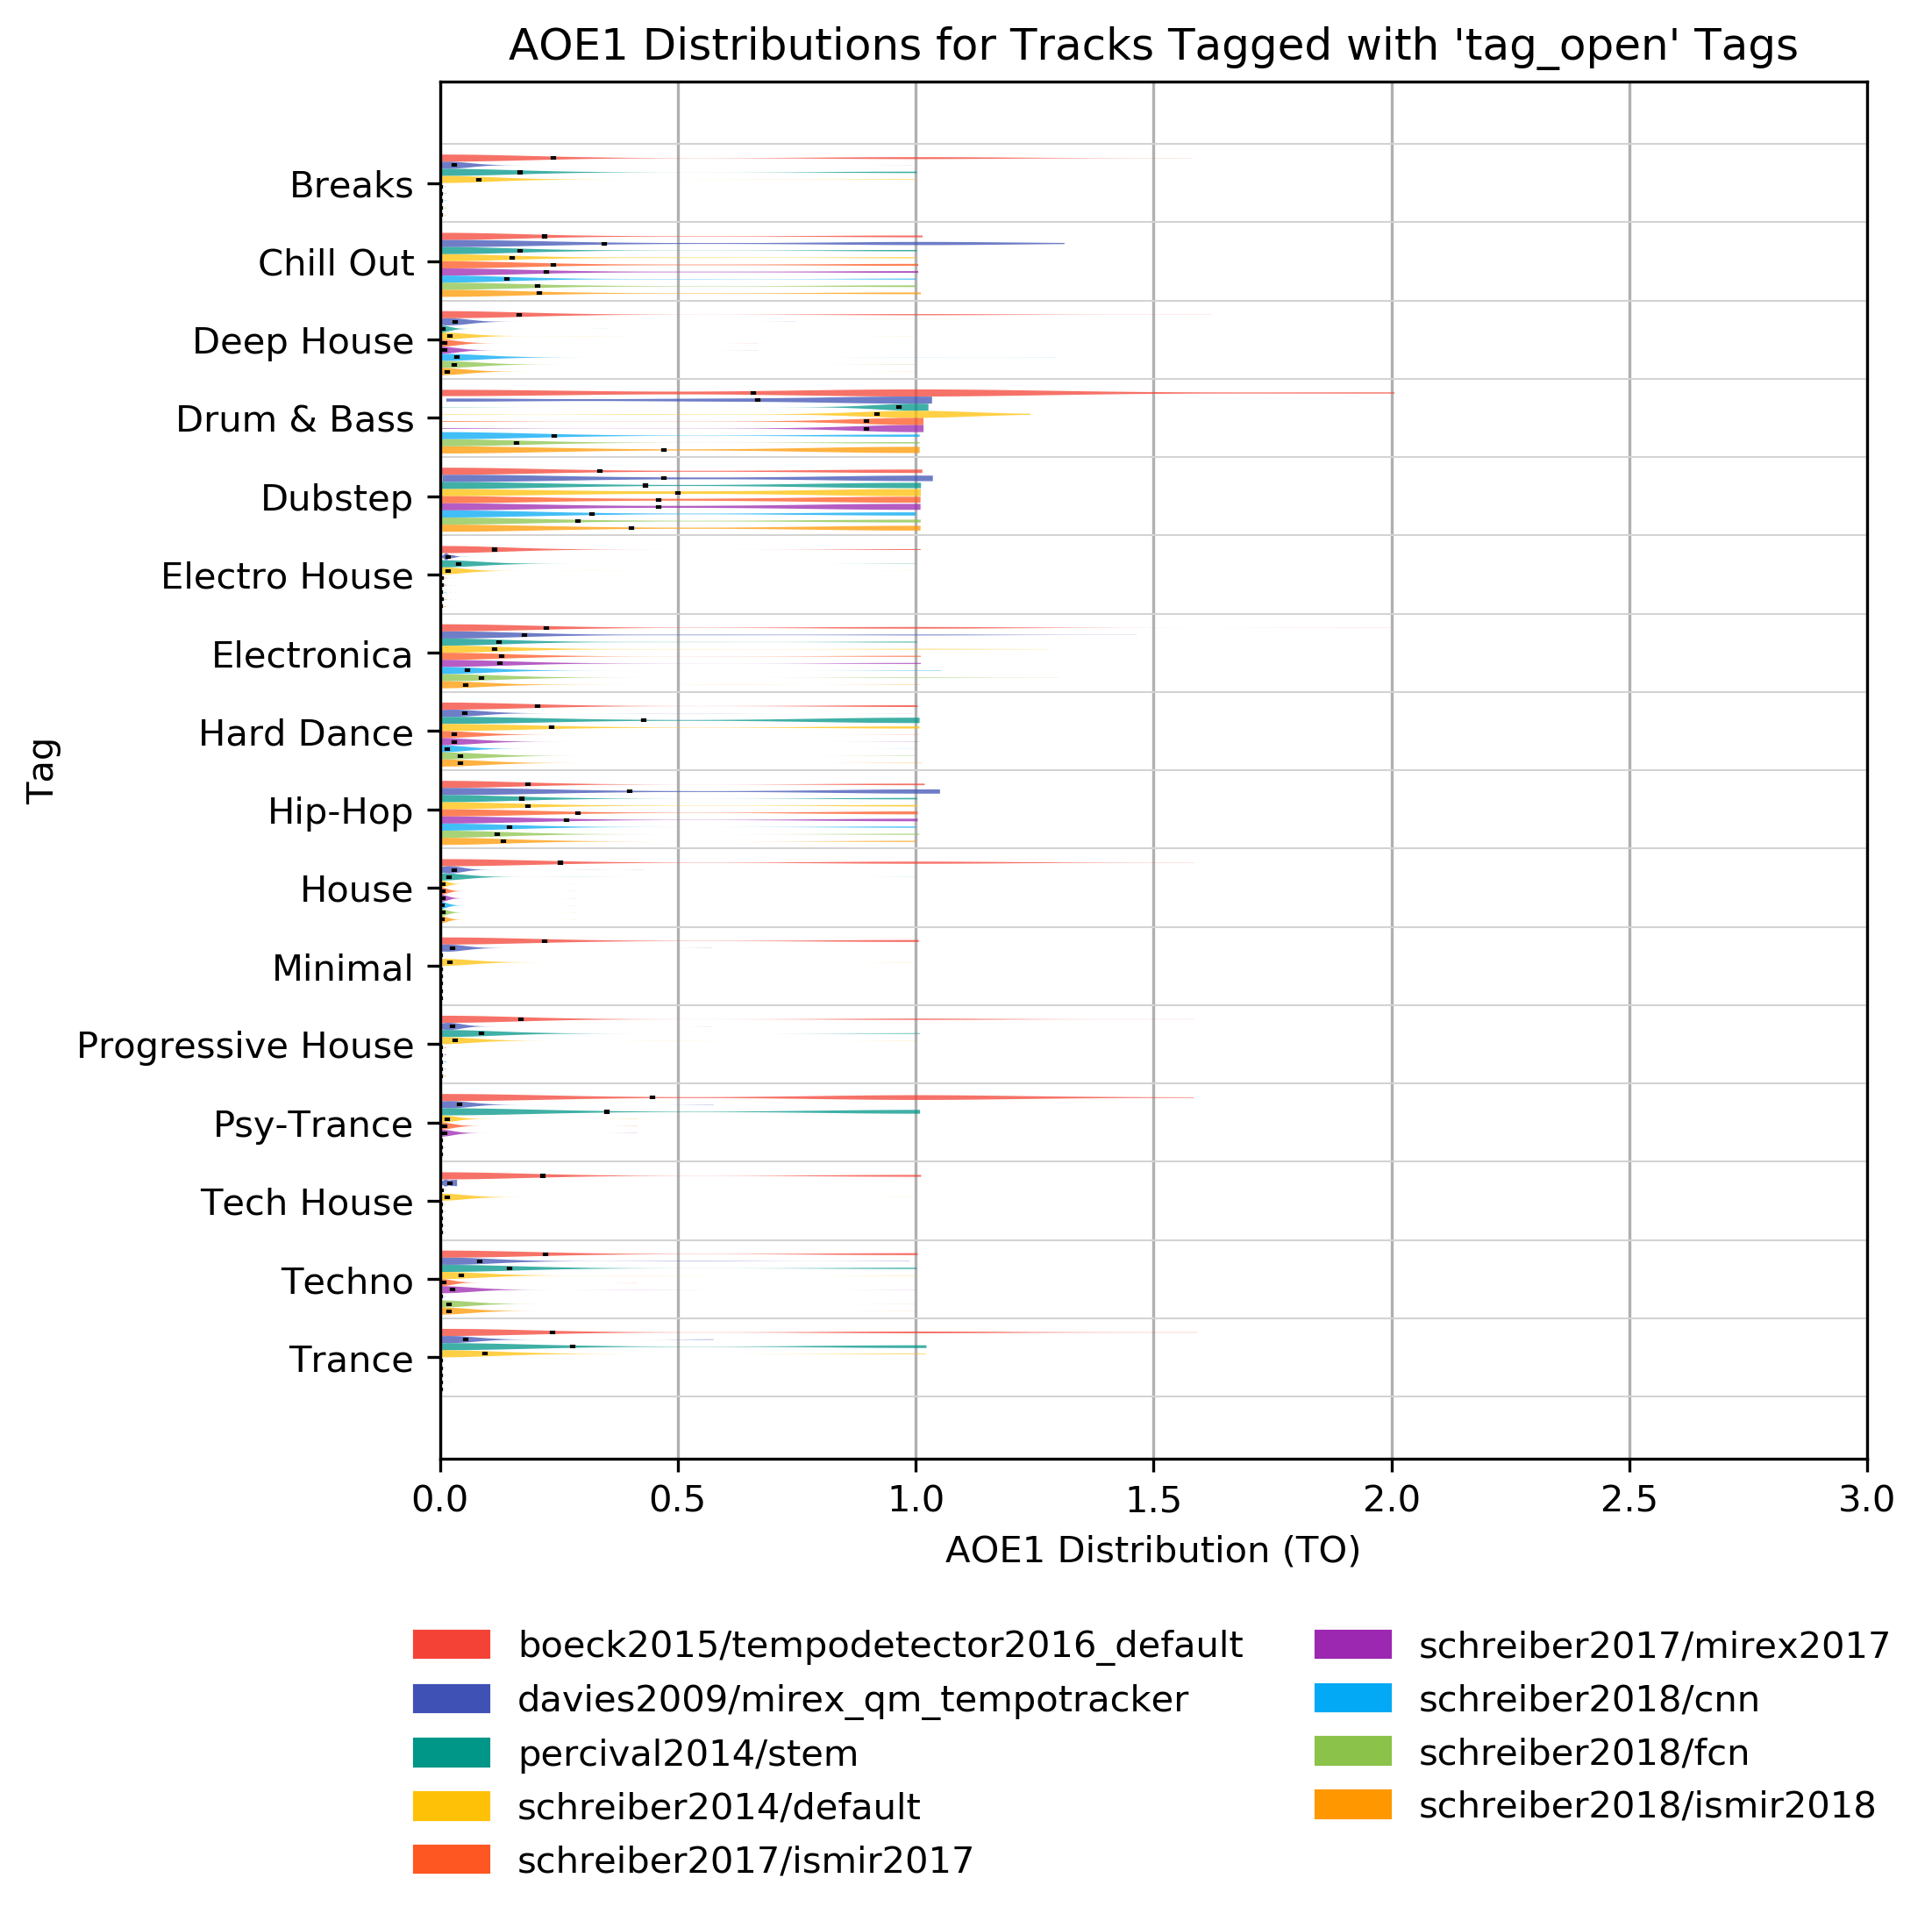 AOE1 Distributions for Tracks Tagged with 'tag_open' Tags
Tag
Breaks
Chill Out
Deep House
Drum & Bass
Dubstep
Electro House
Electronica
Hard Dance
Hip-Hop
House
Minimal
Progressive House
Psy-Trance
Tech House
Techno
Trance
0.0 0.5 1.0 1.5 2.0 2.5 3.0
AOE1 Distribution (TO)
boeck2015/tempodetector2016_default
davies2009/mirex_qm_tempotracker
percival2014/stem
schreiber2014/default
schreiber2017/ismir2017
schreiber2017/mirex2017
schreiber2018/cnn
schreiber2018/fcn
schreiber2018/ismir2018